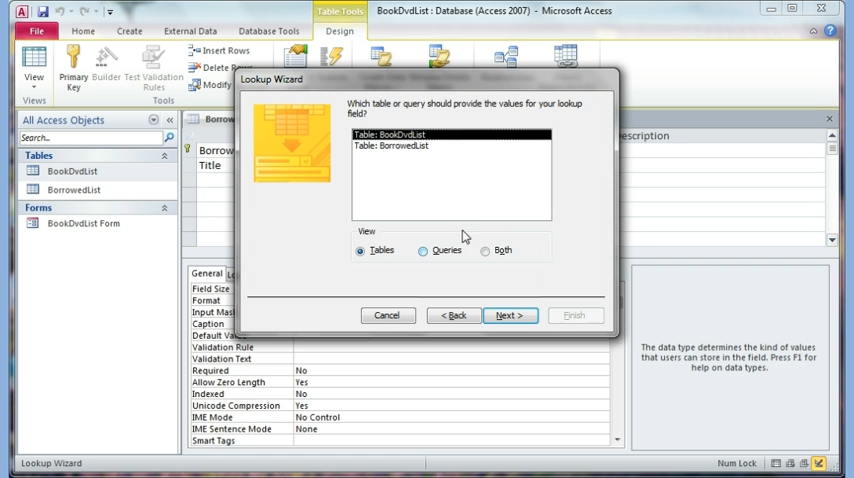 Table Tools
BookDvdList : Database (Access 2007) - Microsoft Access
File
Home
Create
External Data
Database Tools
Design
View
Primary Key
Builder
Test Validation Rules
Insert Rows
Delete
Modify
Views
Tools
Lookup Wizard
Which table or query should provide the values for your lookup
field?
Table: BookDvdList
Table: BorrowedList
View
Tables
Queries
Both
Cancel
< Back
Next >
Finish
All Access Objects
Search...
Tables
BookDvdList
BorrowedList
Forms
BookDvdList Form
Borrow
Title
General
Field Size
Format
Caption
Validation Rule
Validation Text
Required No
Allow Zero Length Yes
Indexed No
Unicode Compression Yes
IME Mode No Control
IME Sentence Mode None
Smart Tags
The data type determines the kind of values
that users can store in the field. Press F1 for
help on data types.
Lookup Wizard
Num Lock